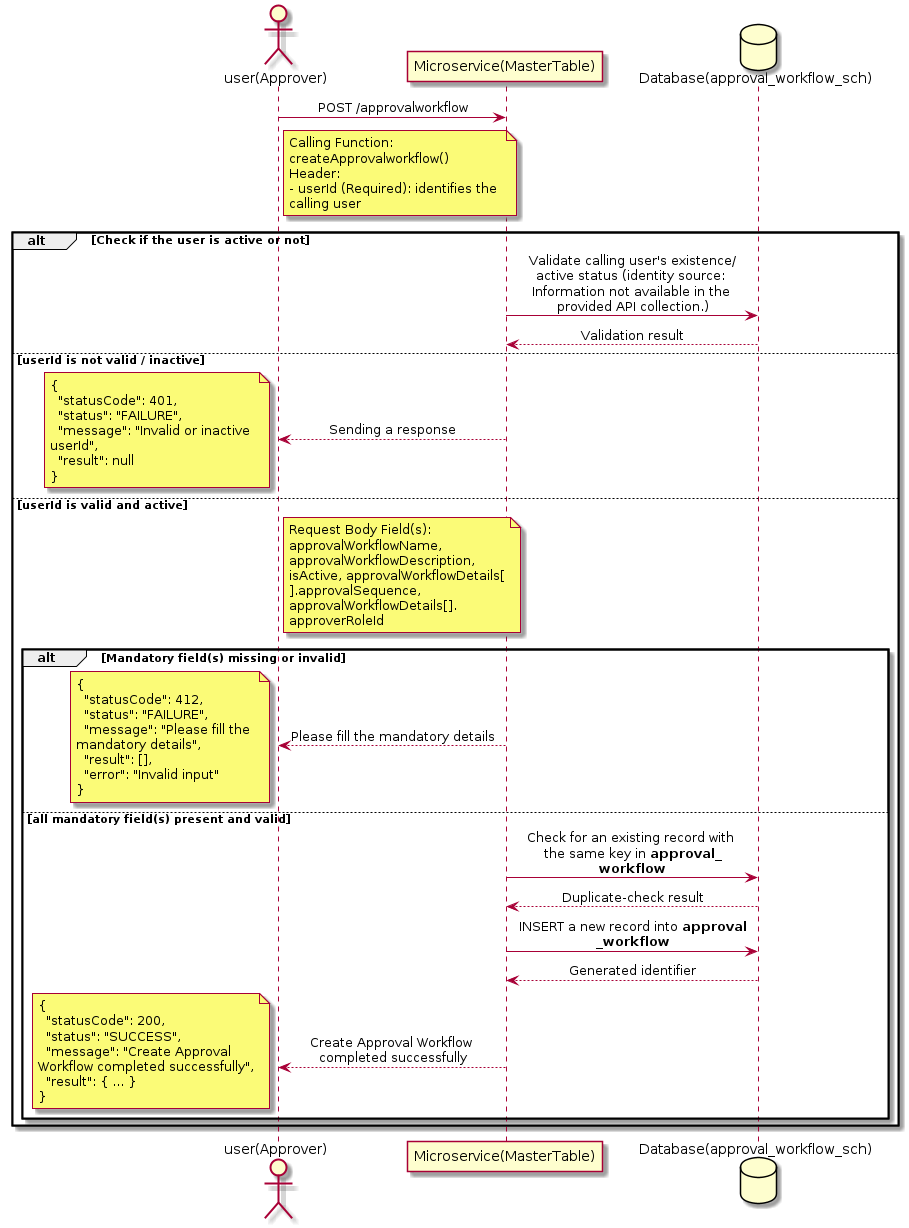 user(Approver)
Microservice(MasterTable)
Database(approval_workflow_sch)
POST /approvalworkflow
Calling Function:
createApprovalworkflow()
Header:
- userId (Required): identifies the
calling user
alt
[Check if the user is active or not]
Validate calling user's existence/
active status (identity source:
Information not available in the
provided API collection.)
Validation result
[userId is not valid / inactive]
{
"statusCode": 401,
"status": "FAILURE",
"message": "Invalid or inactive
userId",
"result": null
}
Sending a response
[userId is valid and active]
Request Body Field(s):
approvalWorkflowName,
approvalWorkflowDescription,
isActive, approvalWorkflowDetails[
].approvalSequence,
approvalWorkflowDetails[].
approverRoleId
alt
[Mandatory field(s) missing or invalid]
{
"statusCode": 412,
"status": "FAILURE",
"message": "Please fill the
mandatory details",
"result": [],
"error": "Invalid input"
}
Please fill the mandatory details
[all mandatory field(s) present and valid]
Check for an existing record with
the same key in approval_
workflow
Duplicate-check result
INSERT a new record into approval
_workflow
Generated identifier
{
"statusCode": 200,
"status": "SUCCESS",
"message": "Create Approval
Workflow completed successfully",
"result": { ... }
}
Create Approval Workflow
completed successfully
user(Approver)
Microservice(MasterTable)
Database(approval_workflow_sch)